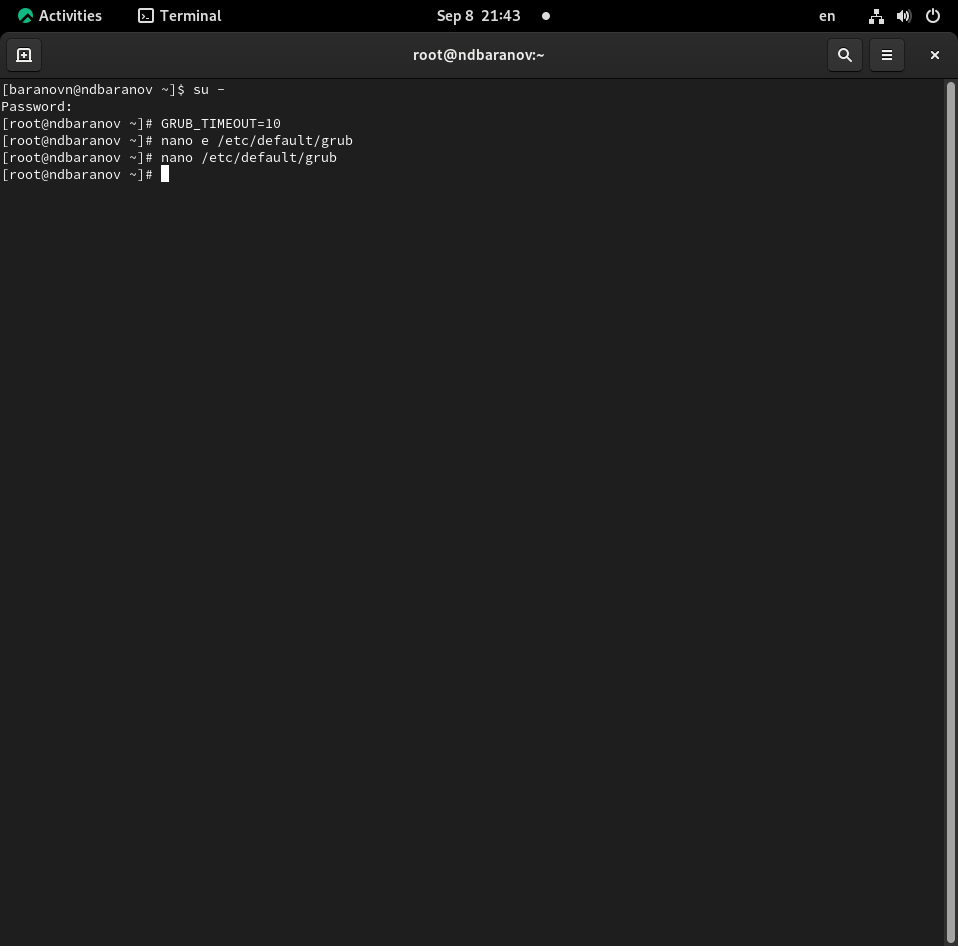 Activities Terminal Sep 8 21:43 en
root@ndbaranov:~
[baranovn@ndbaranov ~]$ su -
Password:
[root@ndbaranov ~]# GRUB_TIMEOUT=10
[root@ndbaranov ~]# nano e /etc/default/grub
[root@ndbaranov ~]# nano /etc/default/grub
[root@ndbaranov ~]#